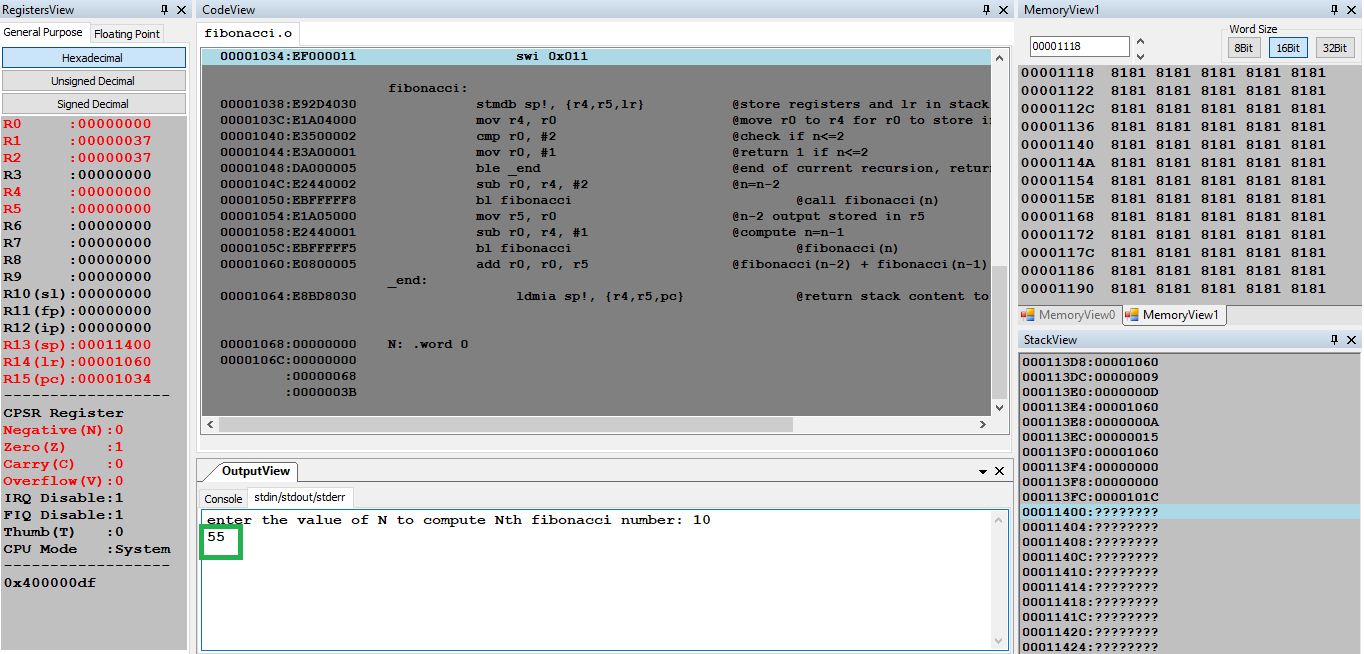 RegistersView
General Purpose Floating Point
Hexadecimal
Unsigned Decimal
Signed Decimal
R0 :00000000
R1 :00000037
R2 :00000037
R3 :00000000
R4 :00000000
R5 :00000000
R6 :00000000
R7 :00000000
R8 :00000000
R9 :00000000
R10(sl):00000000
R11(fp):00000000
R12(ip):00000000
R13(sp):00011400
R14(lr):00001060
R15(pc):00001034
------------------
CPSR Register
Negative(N):0
Zero(Z) :1
Carry(C) :0
Overflow(V):0
IRQ Disable:1
FIQ Disable:1
Thumb(T) :0
CPU Mode :System
------------------
0x400000df
CodeView
fibonacci.o
00001034:EF000011 swi 0x011
fibonacci:
00001038:E92D4030 stmdb sp!, {r4,r5,lr} @store registers and lr in stack
0000103C:E1A04000 mov r4, r0 @move r0 to r4 for r0 to store
00001040:E3500002 cmp r0, #2 @check if n<=2
00001044:E3A00001 mov r0, #1 @return 1 if n<=2
00001048:DA000005 ble _end @end of current recursion,
0000104C:E2440002 sub r0, r4, #2 @n=n-2
00001050:EBFFFFF8 bl fibonacci @call fibonacci(n)
00001054:E1A05000 mov r5, r0 @n-2 output stored in r5
00001058:E2440001 sub r0, r4, #1 @compute n=n-1
0000105C:EBFFFFF5 bl fibonacci @fibonacci(n)
00001060:E0800005 add r0, r0, r5 @fibonacci(n-2) + fibonacci(n-1)
_end:
00001064:E8BD8030 ldmia sp!, {r4,r5,pc} @return stack content to
00001068:00000000 N: .word 0
0000106C:00000000
:00000068
:0000003B
OutputView
Console stdin/stdout/stderr
enter the value of N to compute Nth fibonacci number: 10
55
MemoryView1
00001118
Word Size
8Bit 16Bit 32Bit
00001118 8181 8181 8181 8181 8181
00001122 8181 8181 8181 8181 8181
0000112C 8181 8181 8181 8181 8181
00001136 8181 8181 8181 8181 8181
00001140 8181 8181 8181 8181 8181
0000114A 8181 8181 8181 8181 8181
00001154 8181 8181 8181 8181 8181
0000115E 8181 8181 8181 8181 8181
00001168 8181 8181 8181 8181 8181
00001172 8181 8181 8181 8181 8181
0000117C 8181 8181 8181 8181 8181
00001186 8181 8181 8181 8181 8181
00001190 8181 8181 8181 8181 8181
MemoryView0 MemoryView1
StackView
000113D8:00001060
000113DC:00000009
000113E0:0000000D
000113E4:00001060
000113E8:0000000A
000113EC:00000015
000113F0:00001060
000113F4:00000000
000113F8:00000000
000113FC:0000101C
00011400:????????
00011404:????????
00011408:????????
0001140C:????????
00011410:????????
00011414:????????
00011418:????????
0001141C:????????
00011420:????????
00011424:????????